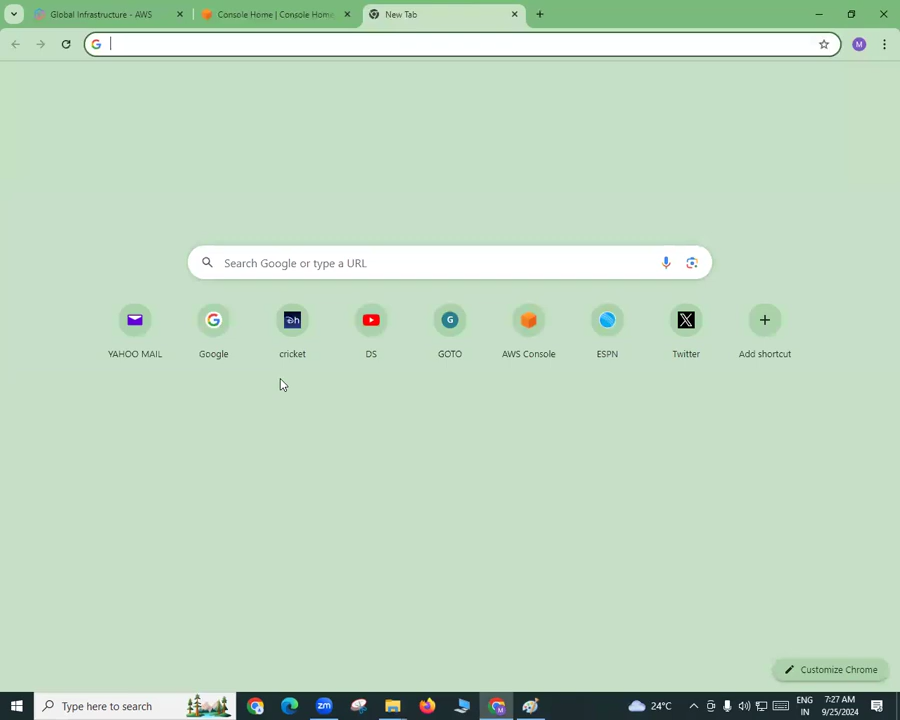 Global Infrastructure - AWS
Console Home | Console Home
New Tab
M
Search Google or type a URL
dh
G
YAHOO MAIL
Google
cricket
DS
GOTO
AWS Console
ESPN
Twitter
Add shortcut
Customize Chrome
Type here to search
zm
M
24°C
ENG
IN
7:27 AM
9/25/2024